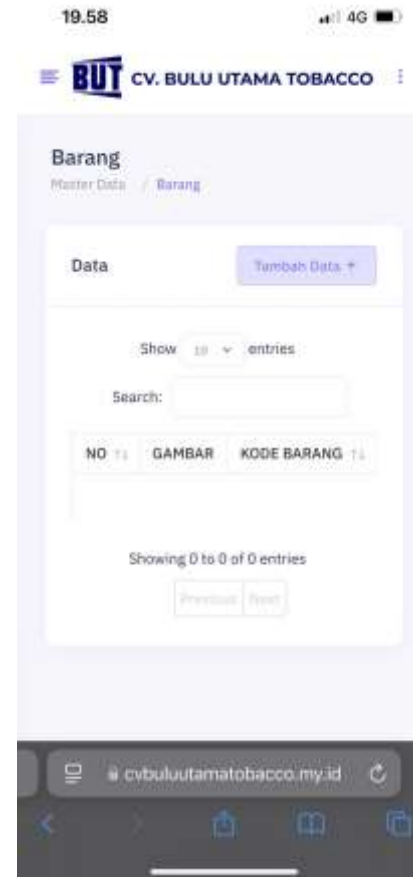 19.58 4G
BUT CV. BULU UTAMA TOBACCO
Barang
Master Data / Barang
Data Tambah Data +
Show 10 entries
Search:
NO GAMBAR KODE BARANG
Showing 0 to 0 of 0 entries
Previous Next
cvbuluutamatobacco.my.id